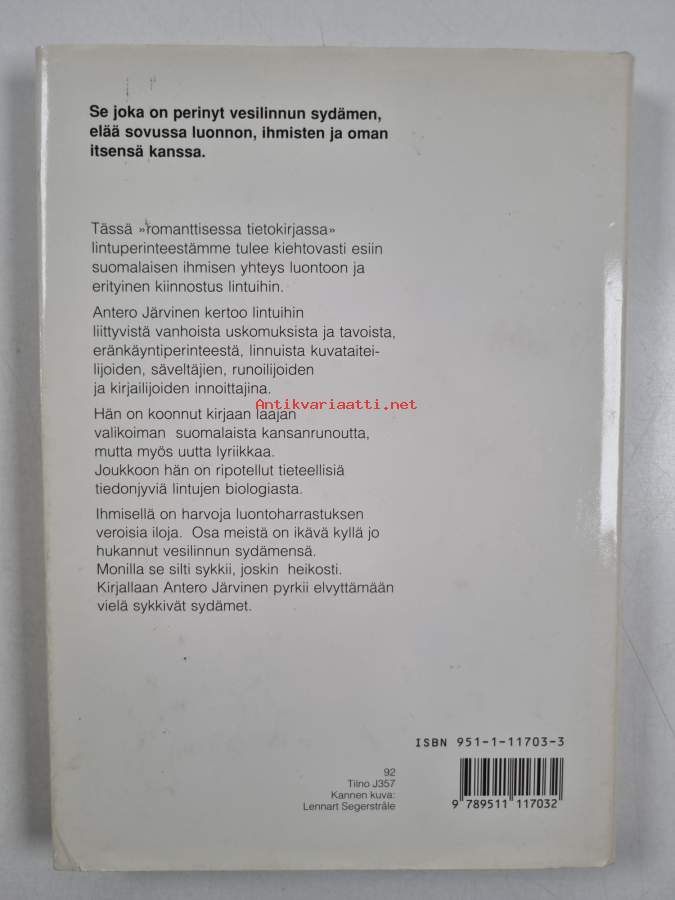 Se joka on perinyt vesilinnun sydämen,
elää sovussa luonnon, ihmisten ja oman
itsensä kanssa.
Tässä »romanttisessa tietokirjassa»
lintuperinteestämme tulee kiehtovasti esiin
suomalaisen ihmisen yhteys luontoon ja
erityinen kiinnostus lintuihin.
Antero Järvinen kertoo lintuihin
liittyvistä vanhoista uskomuksista ja tavoista,
eränkäyntiperinteestä, linnuista kuvataitei-
lijoiden, säveltäjien, runoilijoiden
ja kirjailijoiden innoittajina.
Antikvariaatti.net
Hän on koonnut kirjaan laajan
valikoiman suomalaista kansanrunoutta,
mutta myös uutta lyriikkaa.
Joukkoon hän on ripotellut tieteellisiä
tiedonjyviä lintujen biologiasta.
Ihmisellä on harvoja luontoharrastuksen
veroisia iloja. Osa meistä on ikävä kyllä jo
hukannut vesilinnun sydämensä.
Monilla se silti sykkii, joskin heikosti.
Kirjallaan Antero Järvinen pyrkii elvyttämään
vielä sykkivät sydämet.
ISBN 951-1-11703-3
92
Tiino J357
Kannen kuva:
Lennart Segerstråle
9 789511 117032